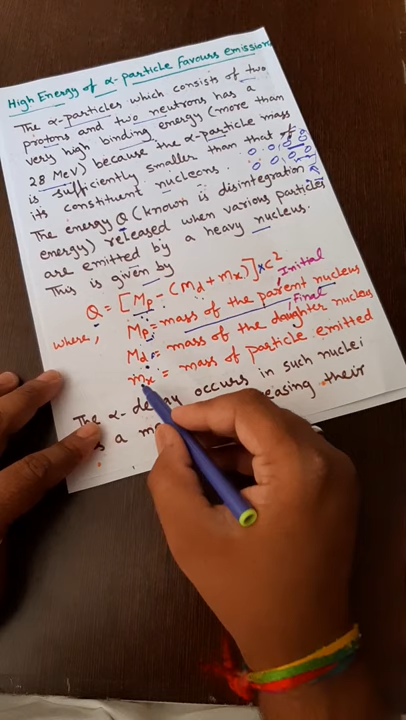 High Energy of α-particle favours emission
The α-particles which consists of two
protons and two neutrons has a
very high binding energy (more than
28 MeV) because the α-particle mass
is sufficiently smaller than that of
its constituent nucleons.
The energy Q (known is disintegration
energy) released when various particles
are emitted by a heavy nucleus.
This is given by
Q = [Mp - (Md + mx)] × c²
Initial
where, Mp = mass of the parent nucleus
Final
Md = mass of the daughter nucleus
mx = mass of particle emitted
The α-decay occurs in such nuclei
a easing their